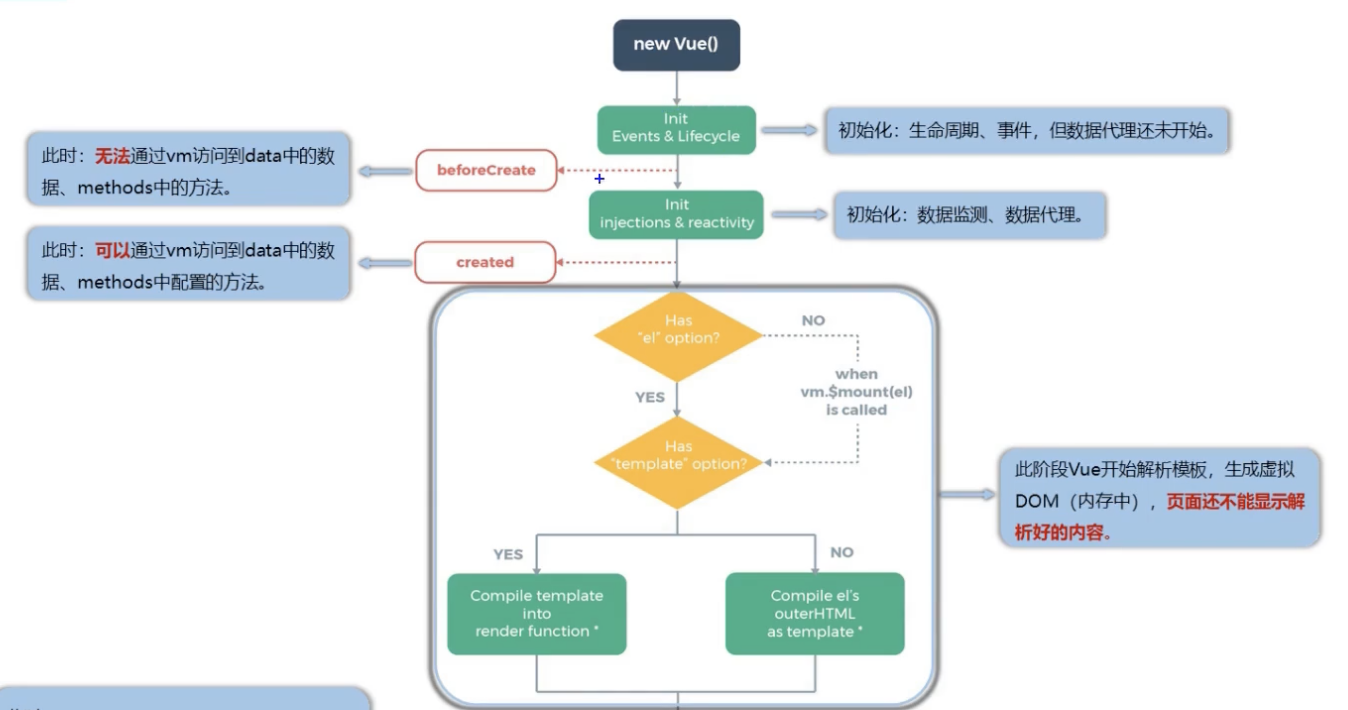 new Vue()
Init
Events & Lifecycle
初始化：生命周期、事件，但数据代理还未开始。
此时：无法通过vm访问到data中的数
据、methods中的方法。
beforeCreate
Init
injections & reactivity
初始化：数据监测、数据代理。
此时：可以通过vm访问到data中的数
据、methods中配置的方法。
created
Has
"el" option?
NO
when
vm.$mount(el)
is called
YES
Has
"template" option?
此阶段Vue开始解析模板，生成虚拟
DOM（内存中），页面还不能显示解
析好的内容。
YES
NO
Compile template
into
render function *
Compile el's
outerHTML
as template *